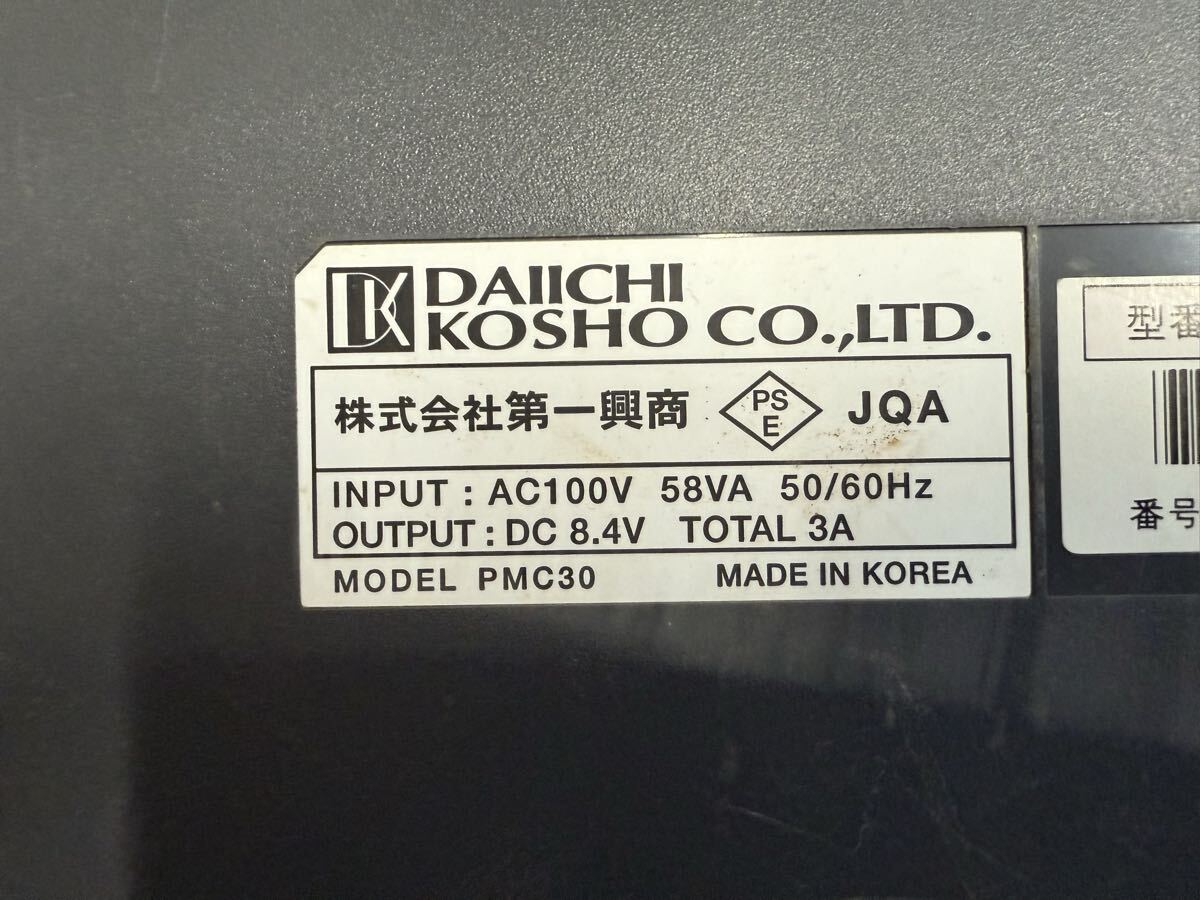 DK DAIICHI
KOSHO CO.,LTD.
株式会社第一興商 PS E JQA
INPUT : AC100V 58VA 50/60Hz
OUTPUT : DC 8.4V TOTAL 3A
MODEL PMC30 MADE IN KOREA
型番
番号